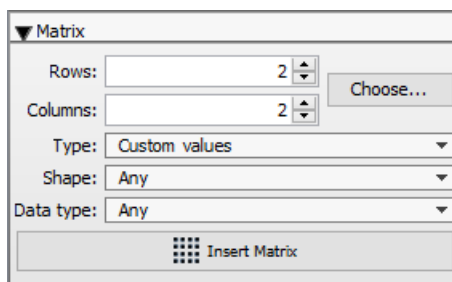 Matrix
Rows: 2
Choose...
Columns: 2
Type: Custom values
Shape: Any
Data type: Any
Insert Matrix